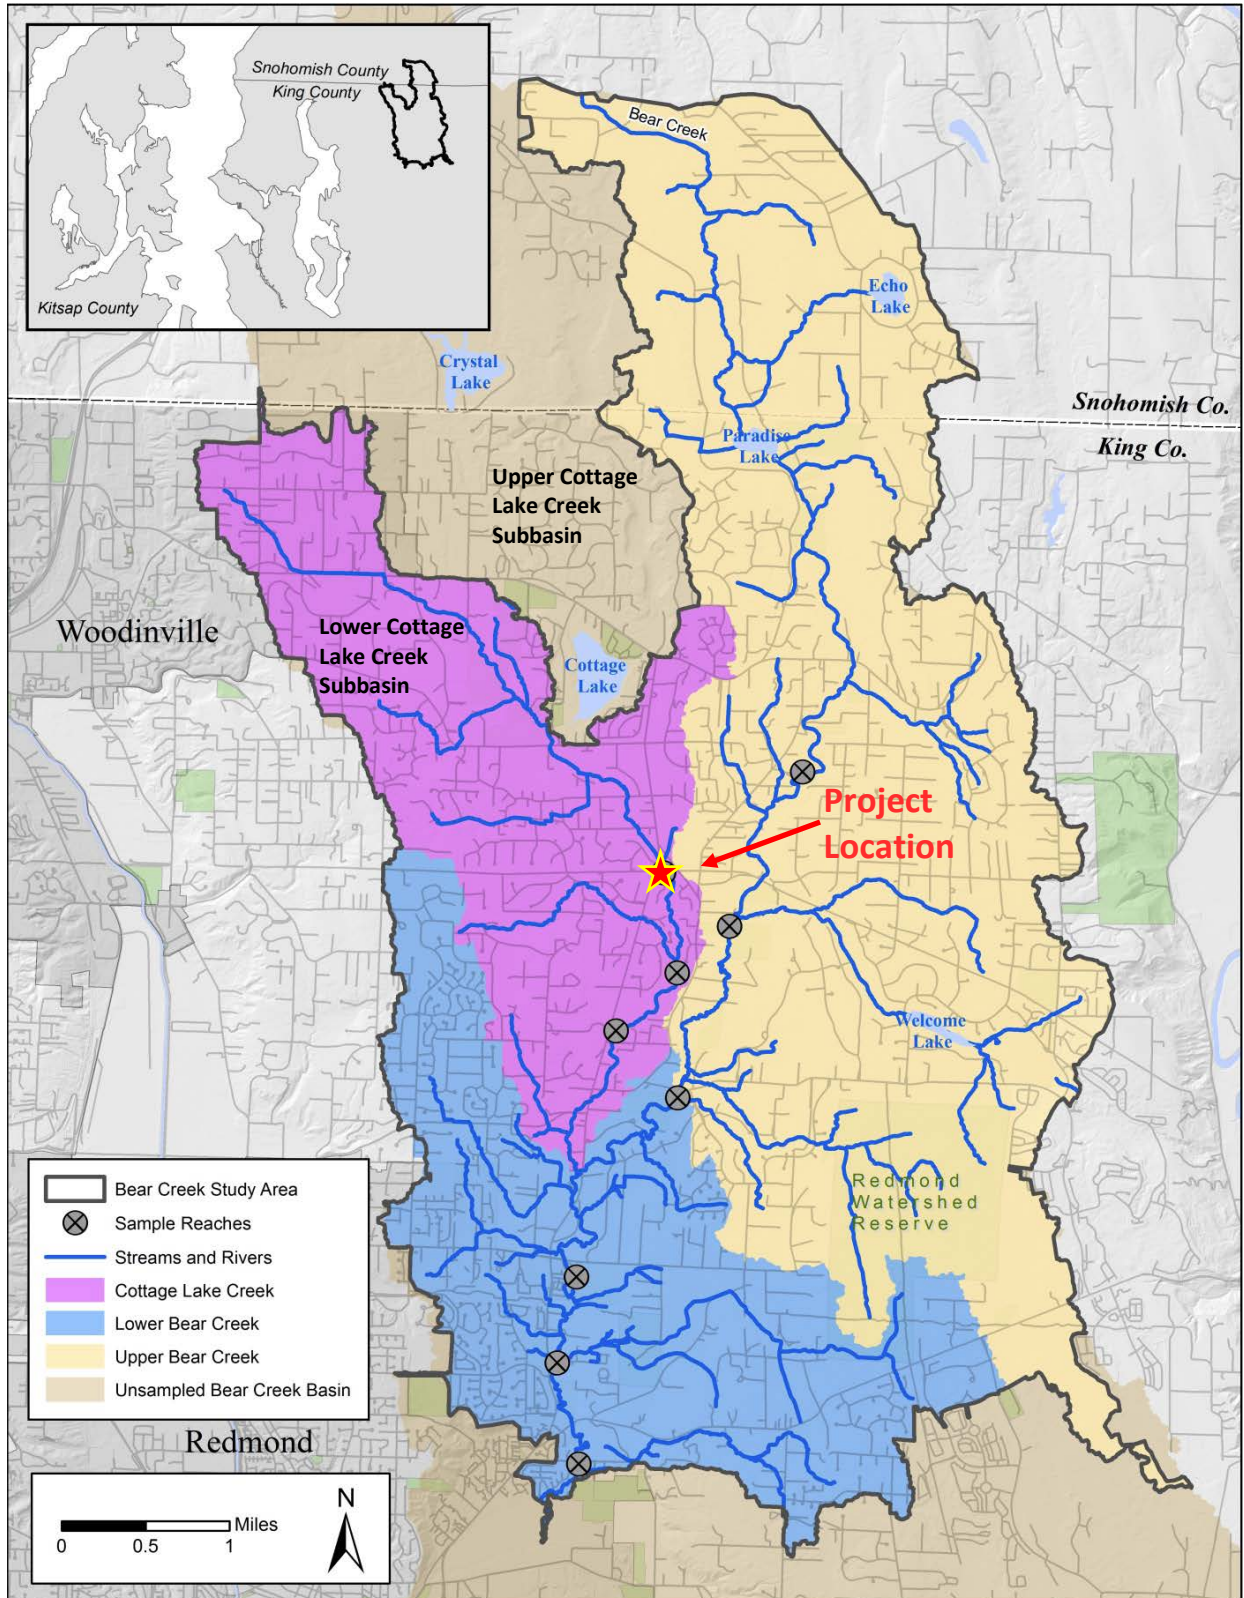 Snohomish County
King County
Kitsap County
Bear Creek
Echo
Lake
Crystal
Lake
Snohomish Co.
King Co.
Paradise
Lake
Upper Cottage
Lake Creek
Subbasin
Woodinville
Lower Cottage
Lake Creek
Subbasin
Cottage
Lake
Project
Location
Welcome
Lake
Redmond
Watershed
Reserve
Bear Creek Study Area
Sample Reaches
Streams and Rivers
Cottage Lake Creek
Lower Bear Creek
Upper Bear Creek
Unsampled Bear Creek Basin
Redmond
N
Miles
0 0.5 1